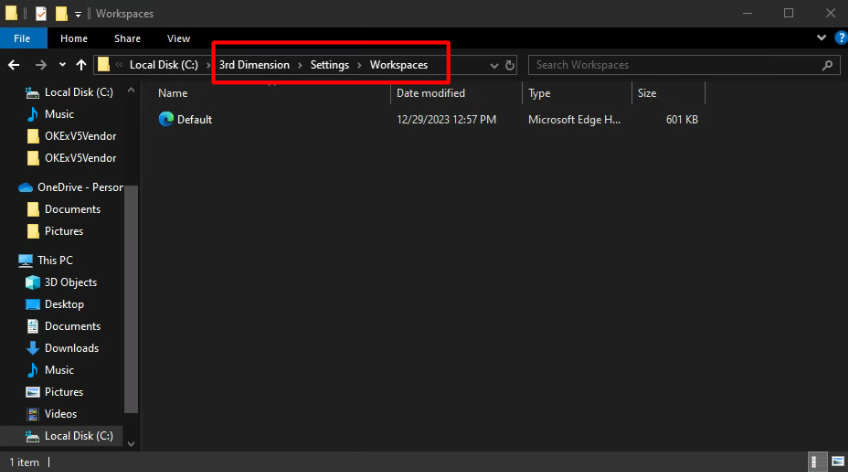 Workspaces
File Home Share View
« Local Disk (C:) › 3rd Dimension › Settings › Workspaces
Search Workspaces
Local Disk (C:)
Music
OKExV5Vendor
OKExV5Vendor
OneDrive - Person
Documents
Pictures
This PC
3D Objects
Desktop
Documents
Downloads
Music
Pictures
Videos
Local Disk (C:)
Name Date modified Type Size
Default 12/29/2023 12:57 PM Microsoft Edge H... 601 KB
1 item